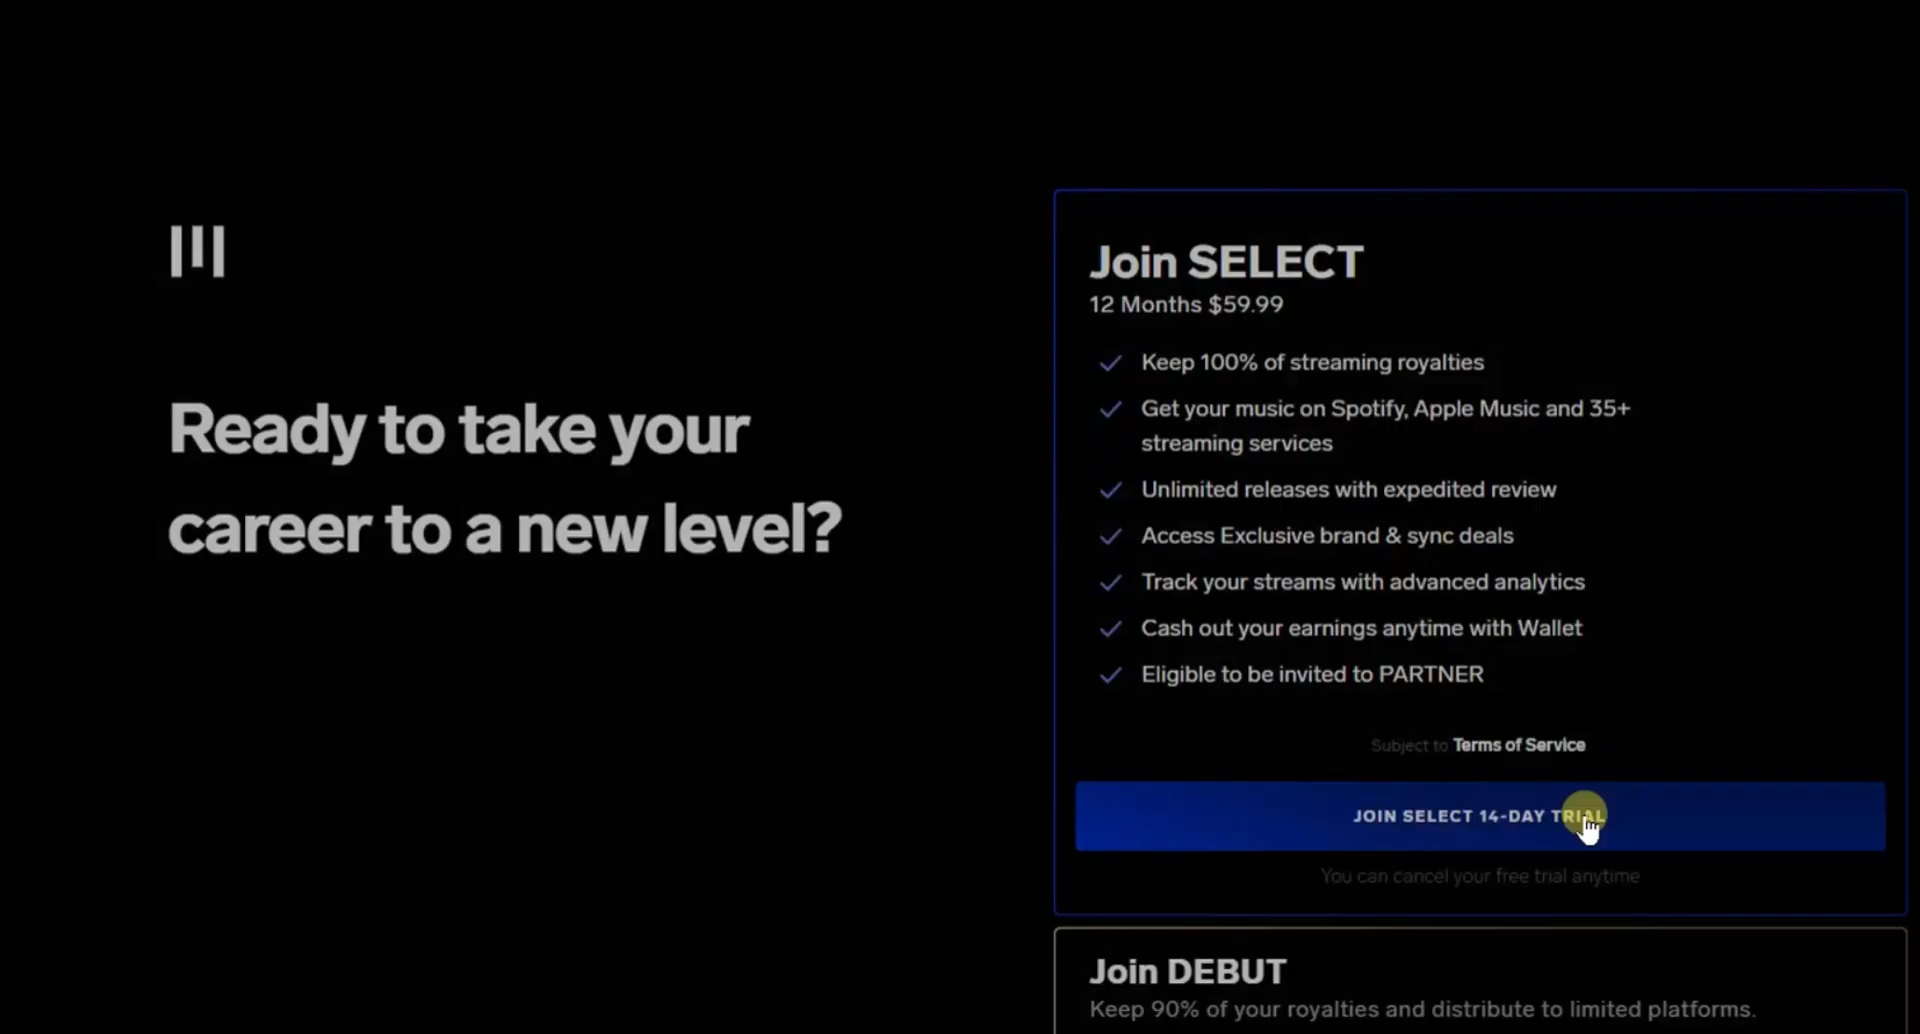 Ready to take your
career to a new level?
Join SELECT
12 Months $59.99
Keep 100% of streaming royalties
Get your music on Spotify, Apple Music and 35+
streaming services
Unlimited releases with expedited review
Access Exclusive brand & sync deals
Track your streams with advanced analytics
Cash out your earnings anytime with Wallet
Eligible to be invited to PARTNER
Subject to Terms of Service
JOIN SELECT 14-DAY TRIAL
You can cancel your free trial anytime
Join DEBUT
Keep 90% of your royalties and distribute to limited platforms.